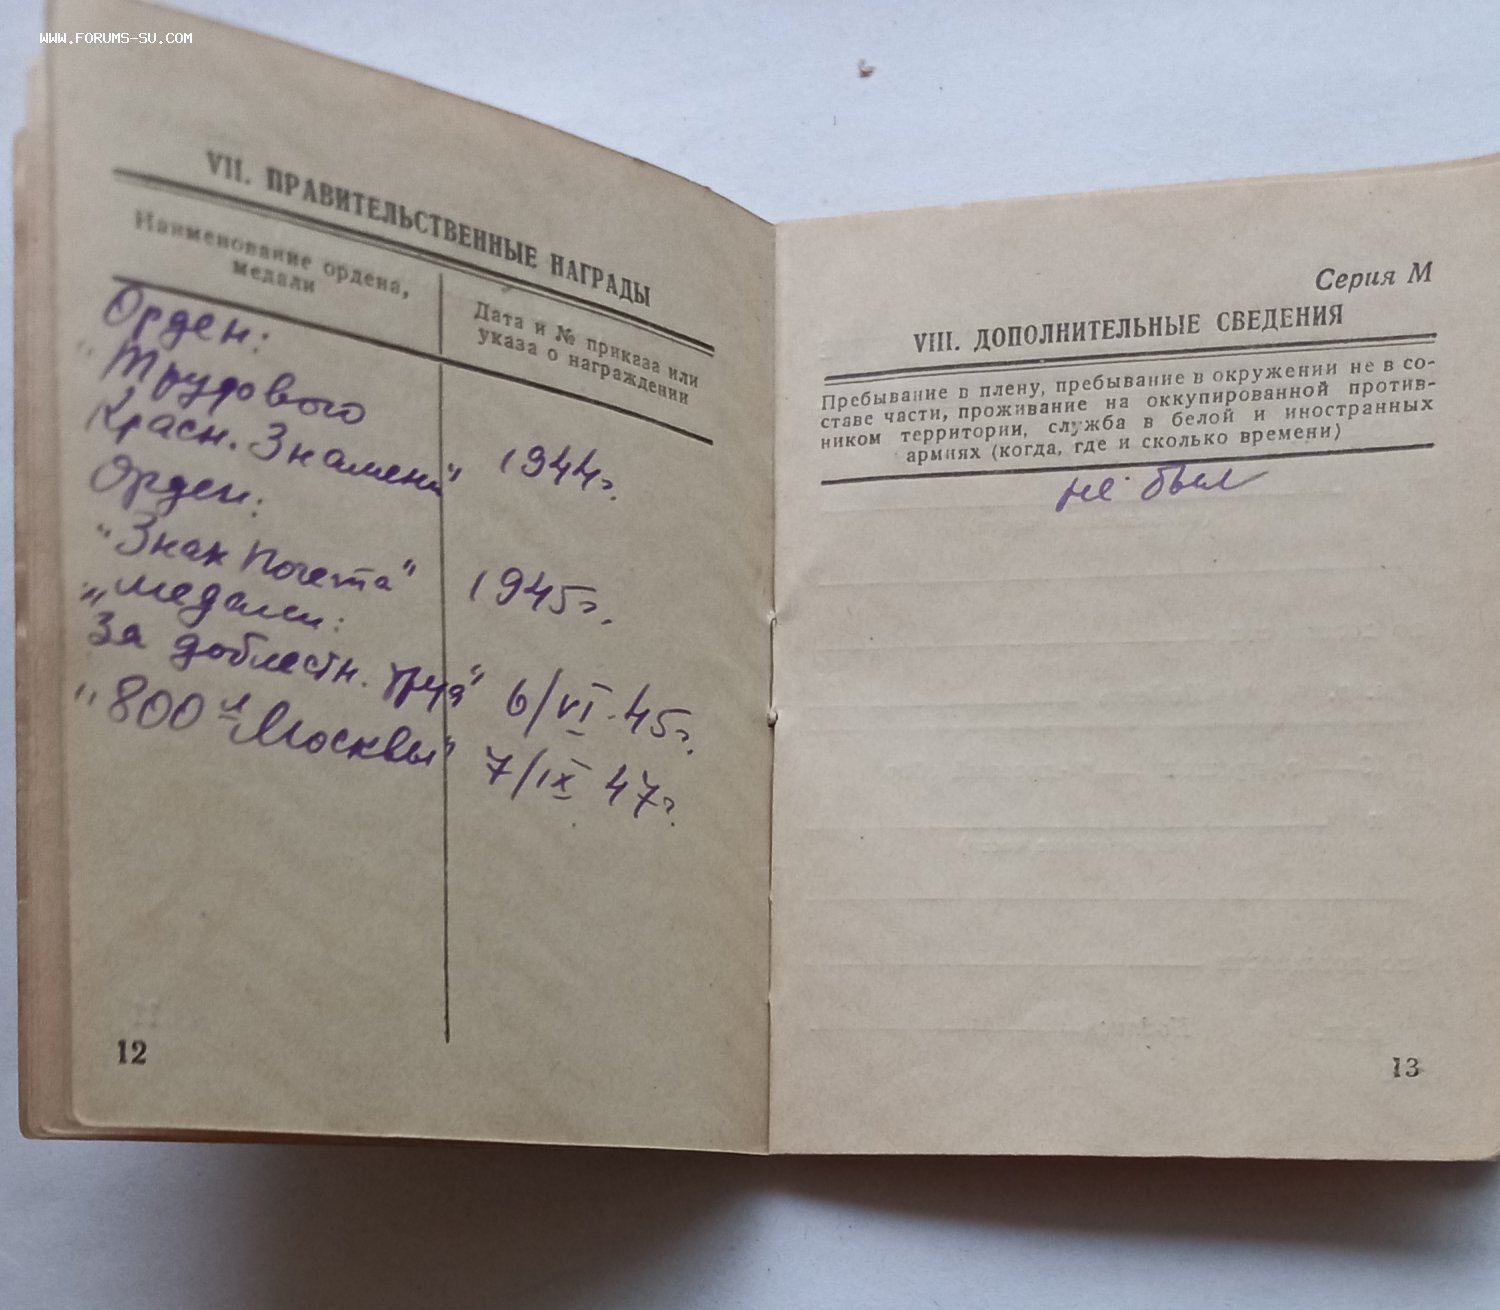 WWW.FORUMS-SU.COM
VII. ПРАВИТЕЛЬСТВЕННЫЕ НАГРАДЫ
Наименование ордена,
медали
Дата и № приказа или
указа о награждении
Орден:
"Трудового
Красн. Знамени" 1944г.
Орден:
"Знак Почета" 1945г.
"медали:
За доблестн. труд" 6/VI-45г.
"800 л Москвы" 7/IX 47г.
12
Серия М
VIII. ДОПОЛНИТЕЛЬНЫЕ СВЕДЕНИЯ
Пребывание в плену, пребывание в окружении не в со-
ставе части, проживание на оккупированной против-
ником территории, служба в белой и иностранных
армиях (когда, где и сколько времени)
не был
13